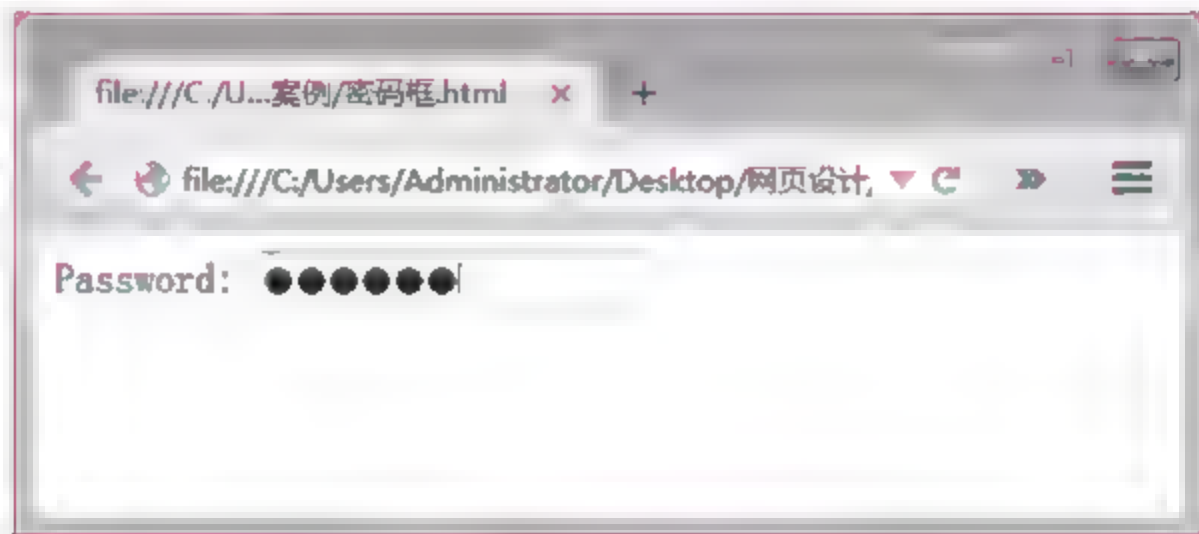 file:///C:/U...案例/密码框.html
file:///C:/Users/Administrator/Desktop/网页设计
Password: ●●●●●●